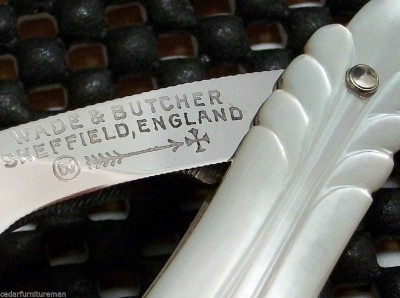 WADE & BUTCHER
SHEFFIELD, ENGLAND
cedarfurnitureman